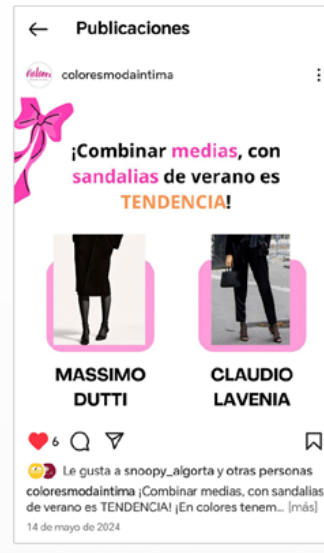 ← Publicaciones
coloresmodaintima
¡Combinar medias, con
sandalias de verano es
TENDENCIA!
MASSIMO
DUTTI
CLAUDIO
LAVENIA
6
Le gusta a snoopy_algorta y otras personas
coloresmodaintima ¡Combinar medias, con sandalias
de verano es TENDENCIA! ¡En colores tenem... [más]
14 de mayo de 2024